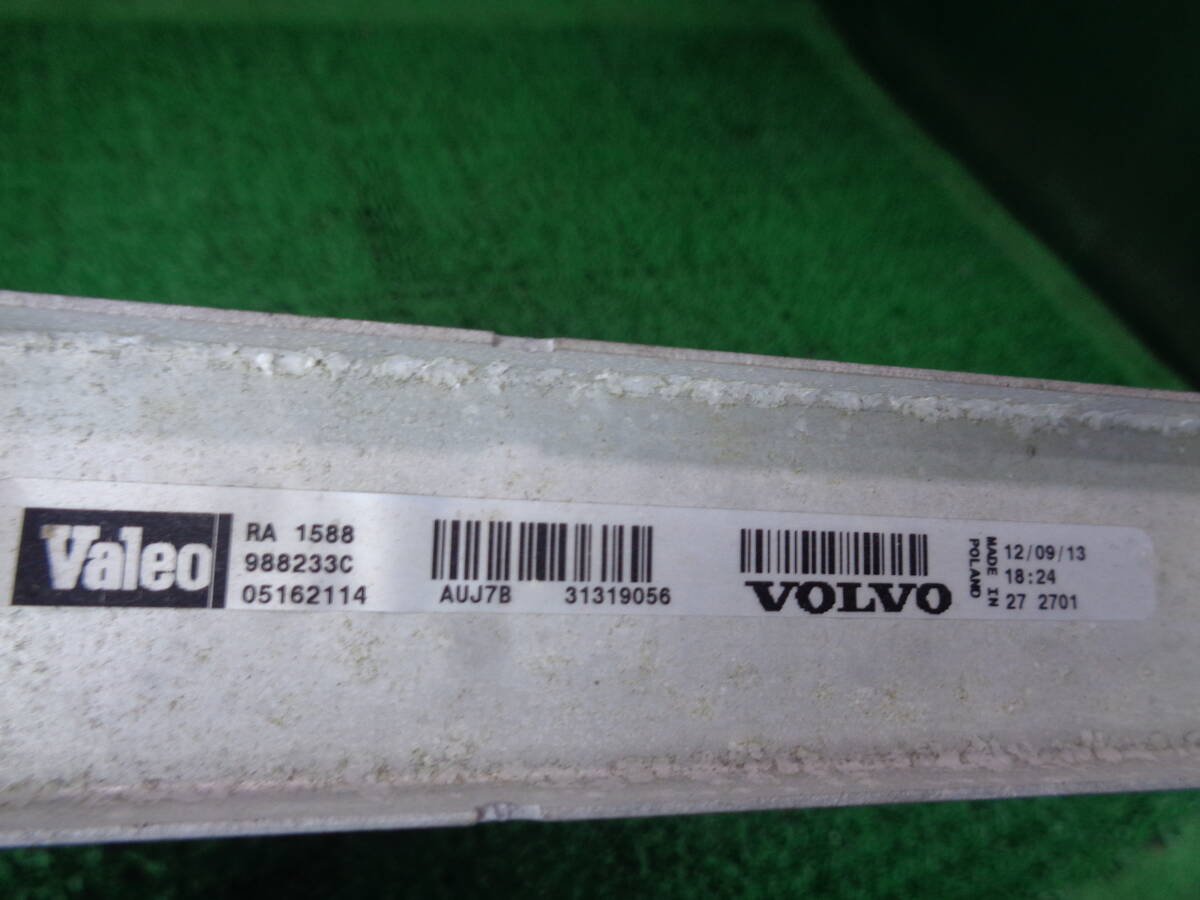 Valeo
RA 1588
988233C
05162114
AUJ7B 31319056
VOLVO
MADE IN
POLAND
12/09/13
18:24
27 2701